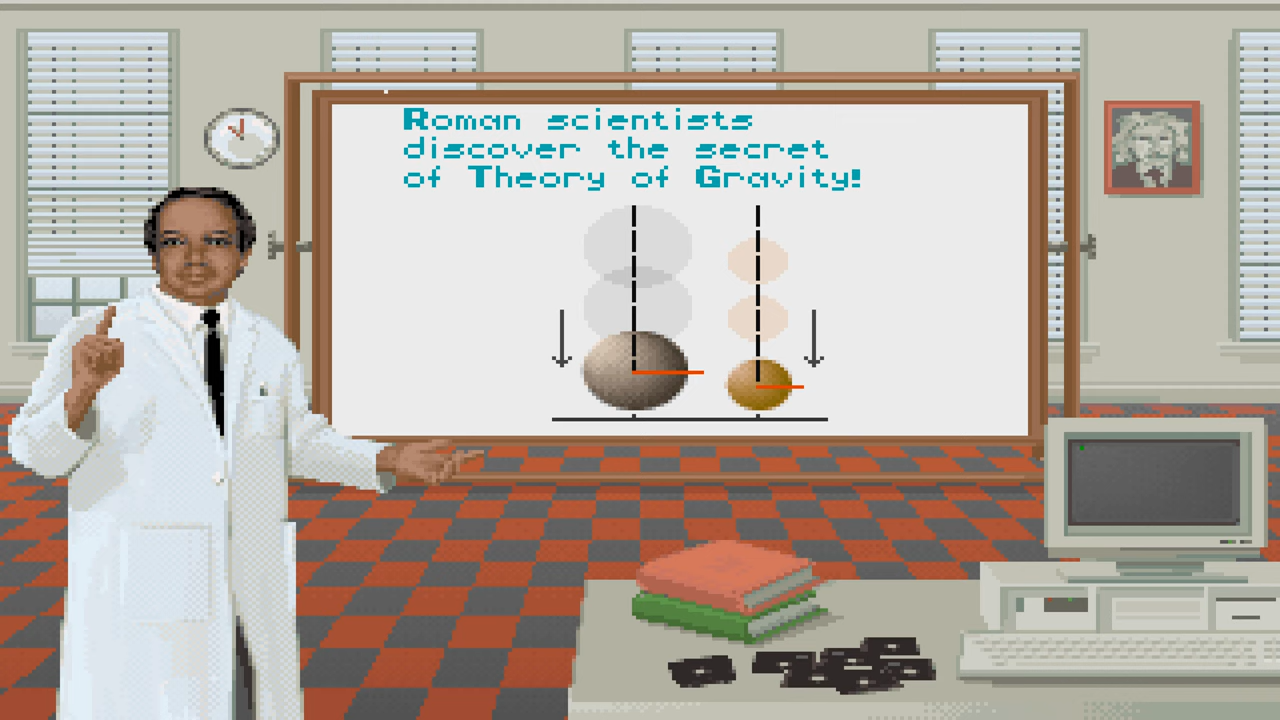 Roman scientists
discover the secret
of Theory of Gravity!